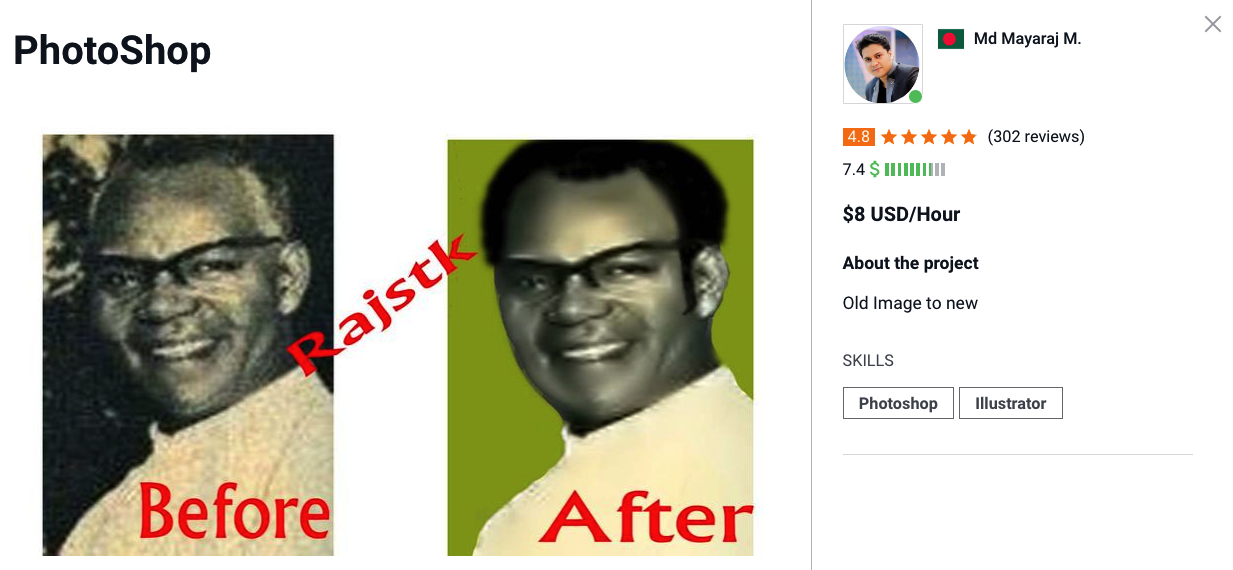 PhotoShop
Rajstk
Before
After
Md Mayaraj M.
4.8 (302 reviews)
7.4 $
$8 USD/Hour
About the project
Old Image to new
SKILLS
Photoshop Illustrator